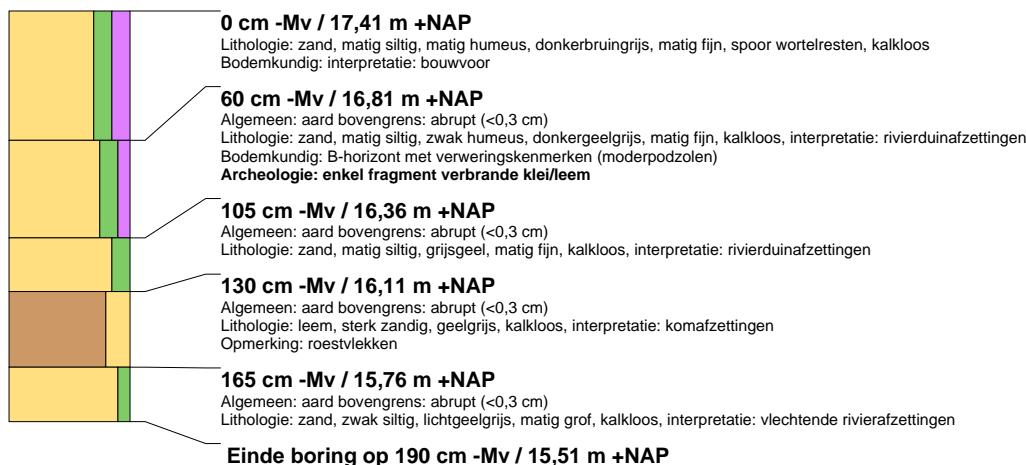 0 cm -Mv / 17,41 m +NAP
Lithologie: zand, matig siltig, matig humeus, donkerbruingrijs, matig fijn, spoor wortelresten, kalkloos
Bodemkundig: interpretatie: bouwvoor
60 cm -Mv / 16,81 m +NAP
Algemeen: aard bovengrens: abrupt (<0,3 cm)
Lithologie: zand, matig siltig, zwak humeus, donkergeelgrijs, matig fijn, kalkloos, interpretatie: rivierduinafzettingen
Bodemkundig: B-horizont met verweringskenmerken (moderpodzolen)
Archeologie: enkel fragment verbrande klei/leem
105 cm -Mv / 16,36 m +NAP
Algemeen: aard bovengrens: abrupt (<0,3 cm)
Lithologie: zand, matig siltig, grijsgeel, matig fijn, kalkloos, interpretatie: rivierduinafzettingen
130 cm -Mv / 16,11 m +NAP
Algemeen: aard bovengrens: abrupt (<0,3 cm)
Lithologie: leem, sterk zandig, geelgrijs, kalkloos, interpretatie: komafzettingen
Opmerking: roestvlekken
165 cm -Mv / 15,76 m +NAP
Algemeen: aard bovengrens: abrupt (<0,3 cm)
Lithologie: zand, zwak siltig, lichtgeelgrijs, matig grof, kalkloos, interpretatie: vlechtende rivierafzettingen
Einde boring op 190 cm -Mv / 15,51 m +NAP